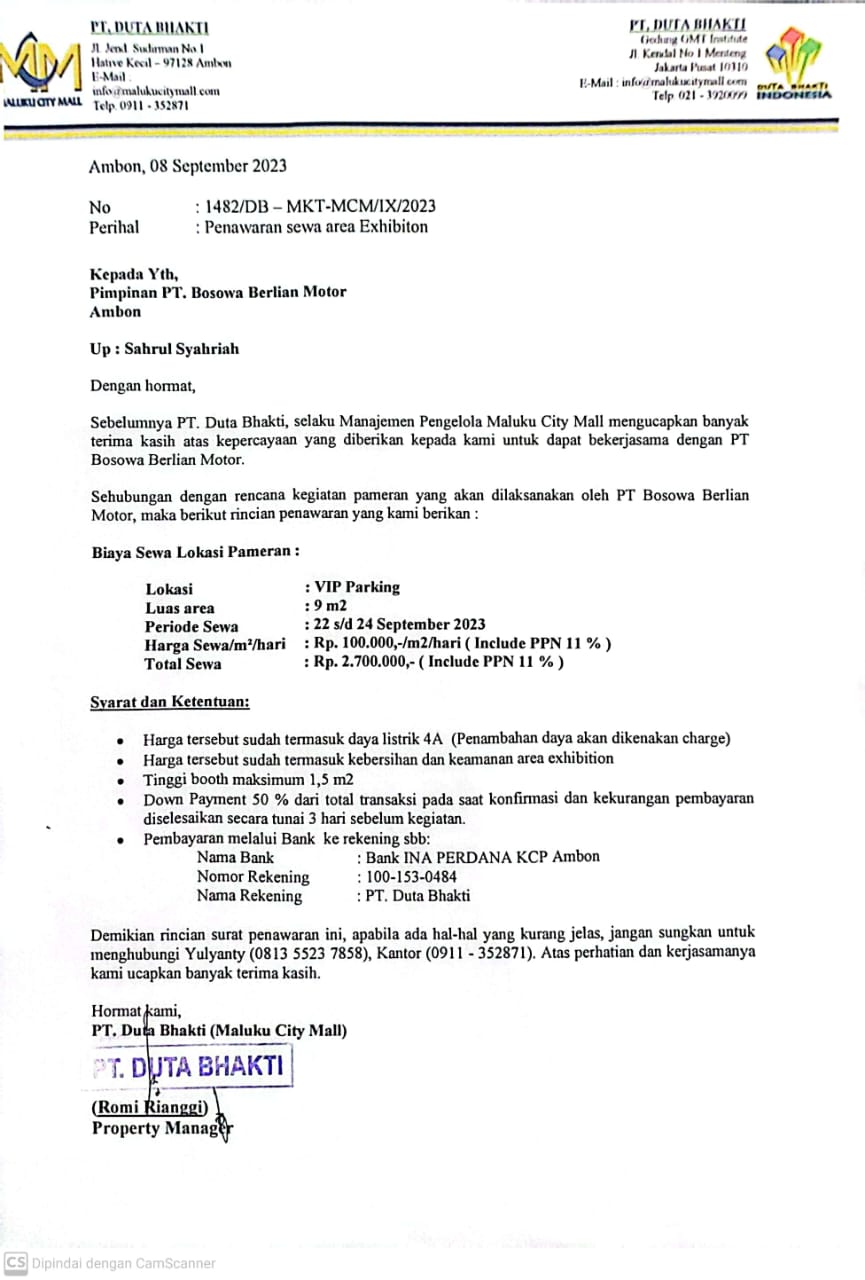 PT. DUTA BHAKTI
Jl. Jend. Sudirman No 1
Hative Kecil – 97128 Ambon
E-Mail :
info@malukucitymall.com
Telp. 0911 - 352871
MALUKU CITY MALL
PT. DUTA BHAKTI
Gedung GMT Institute
Jl. Kendal No 1 Menteng
Jakarta Pusat 10310
E-Mail : info@malukucitymall.com
Telp. 021 - 3920099
DUTA BHAKTI
INDONESIA
Ambon, 08 September 2023
No : 1482/DB – MKT-MCM/IX/2023
Perihal : Penawaran sewa area Exhibiton
Kepada Yth,
Pimpinan PT. Bosowa Berlian Motor
Ambon
Up : Sahrul Syahriah
Dengan hormat,
Sebelumnya PT. Duta Bhakti, selaku Manajemen Pengelola Maluku City Mall mengucapkan banyak
terima kasih atas kepercayaan yang diberikan kepada kami untuk dapat bekerjasama dengan PT
Bosowa Berlian Motor.
Sehubungan dengan rencana kegiatan pameran yang akan dilaksanakan oleh PT Bosowa Berlian
Motor, maka berikut rincian penawaran yang kami berikan :
Biaya Sewa Lokasi Pameran :
Lokasi : VIP Parking
Luas area : 9 m2
Periode Sewa : 22 s/d 24 September 2023
Harga Sewa/m²/hari : Rp. 100.000,-/m2/hari ( Include PPN 11 % )
Total Sewa : Rp. 2.700.000,- ( Include PPN 11 % )
Syarat dan Ketentuan:
• Harga tersebut sudah termasuk daya listrik 4A (Penambahan daya akan dikenakan charge)
• Harga tersebut sudah termasuk kebersihan dan keamanan area exhibition
• Tinggi booth maksimum 1,5 m2
• Down Payment 50 % dari total transaksi pada saat konfirmasi dan kekurangan pembayaran
diselesaikan secara tunai 3 hari sebelum kegiatan.
• Pembayaran melalui Bank ke rekening sbb:
Nama Bank : Bank INA PERDANA KCP Ambon
Nomor Rekening : 100-153-0484
Nama Rekening : PT. Duta Bhakti
Demikian rincian surat penawaran ini, apabila ada hal-hal yang kurang jelas, jangan sungkan untuk
menghubungi Yulyanty (0813 5523 7858), Kantor (0911 - 352871). Atas perhatian dan kerjasamanya
kami ucapkan banyak terima kasih.
Hormat kami,
PT. Duta Bhakti (Maluku City Mall)
PT. DUTA BHAKTI
(Romi Rianggi)
Property Manager
CS Dipindai dengan CamScanner